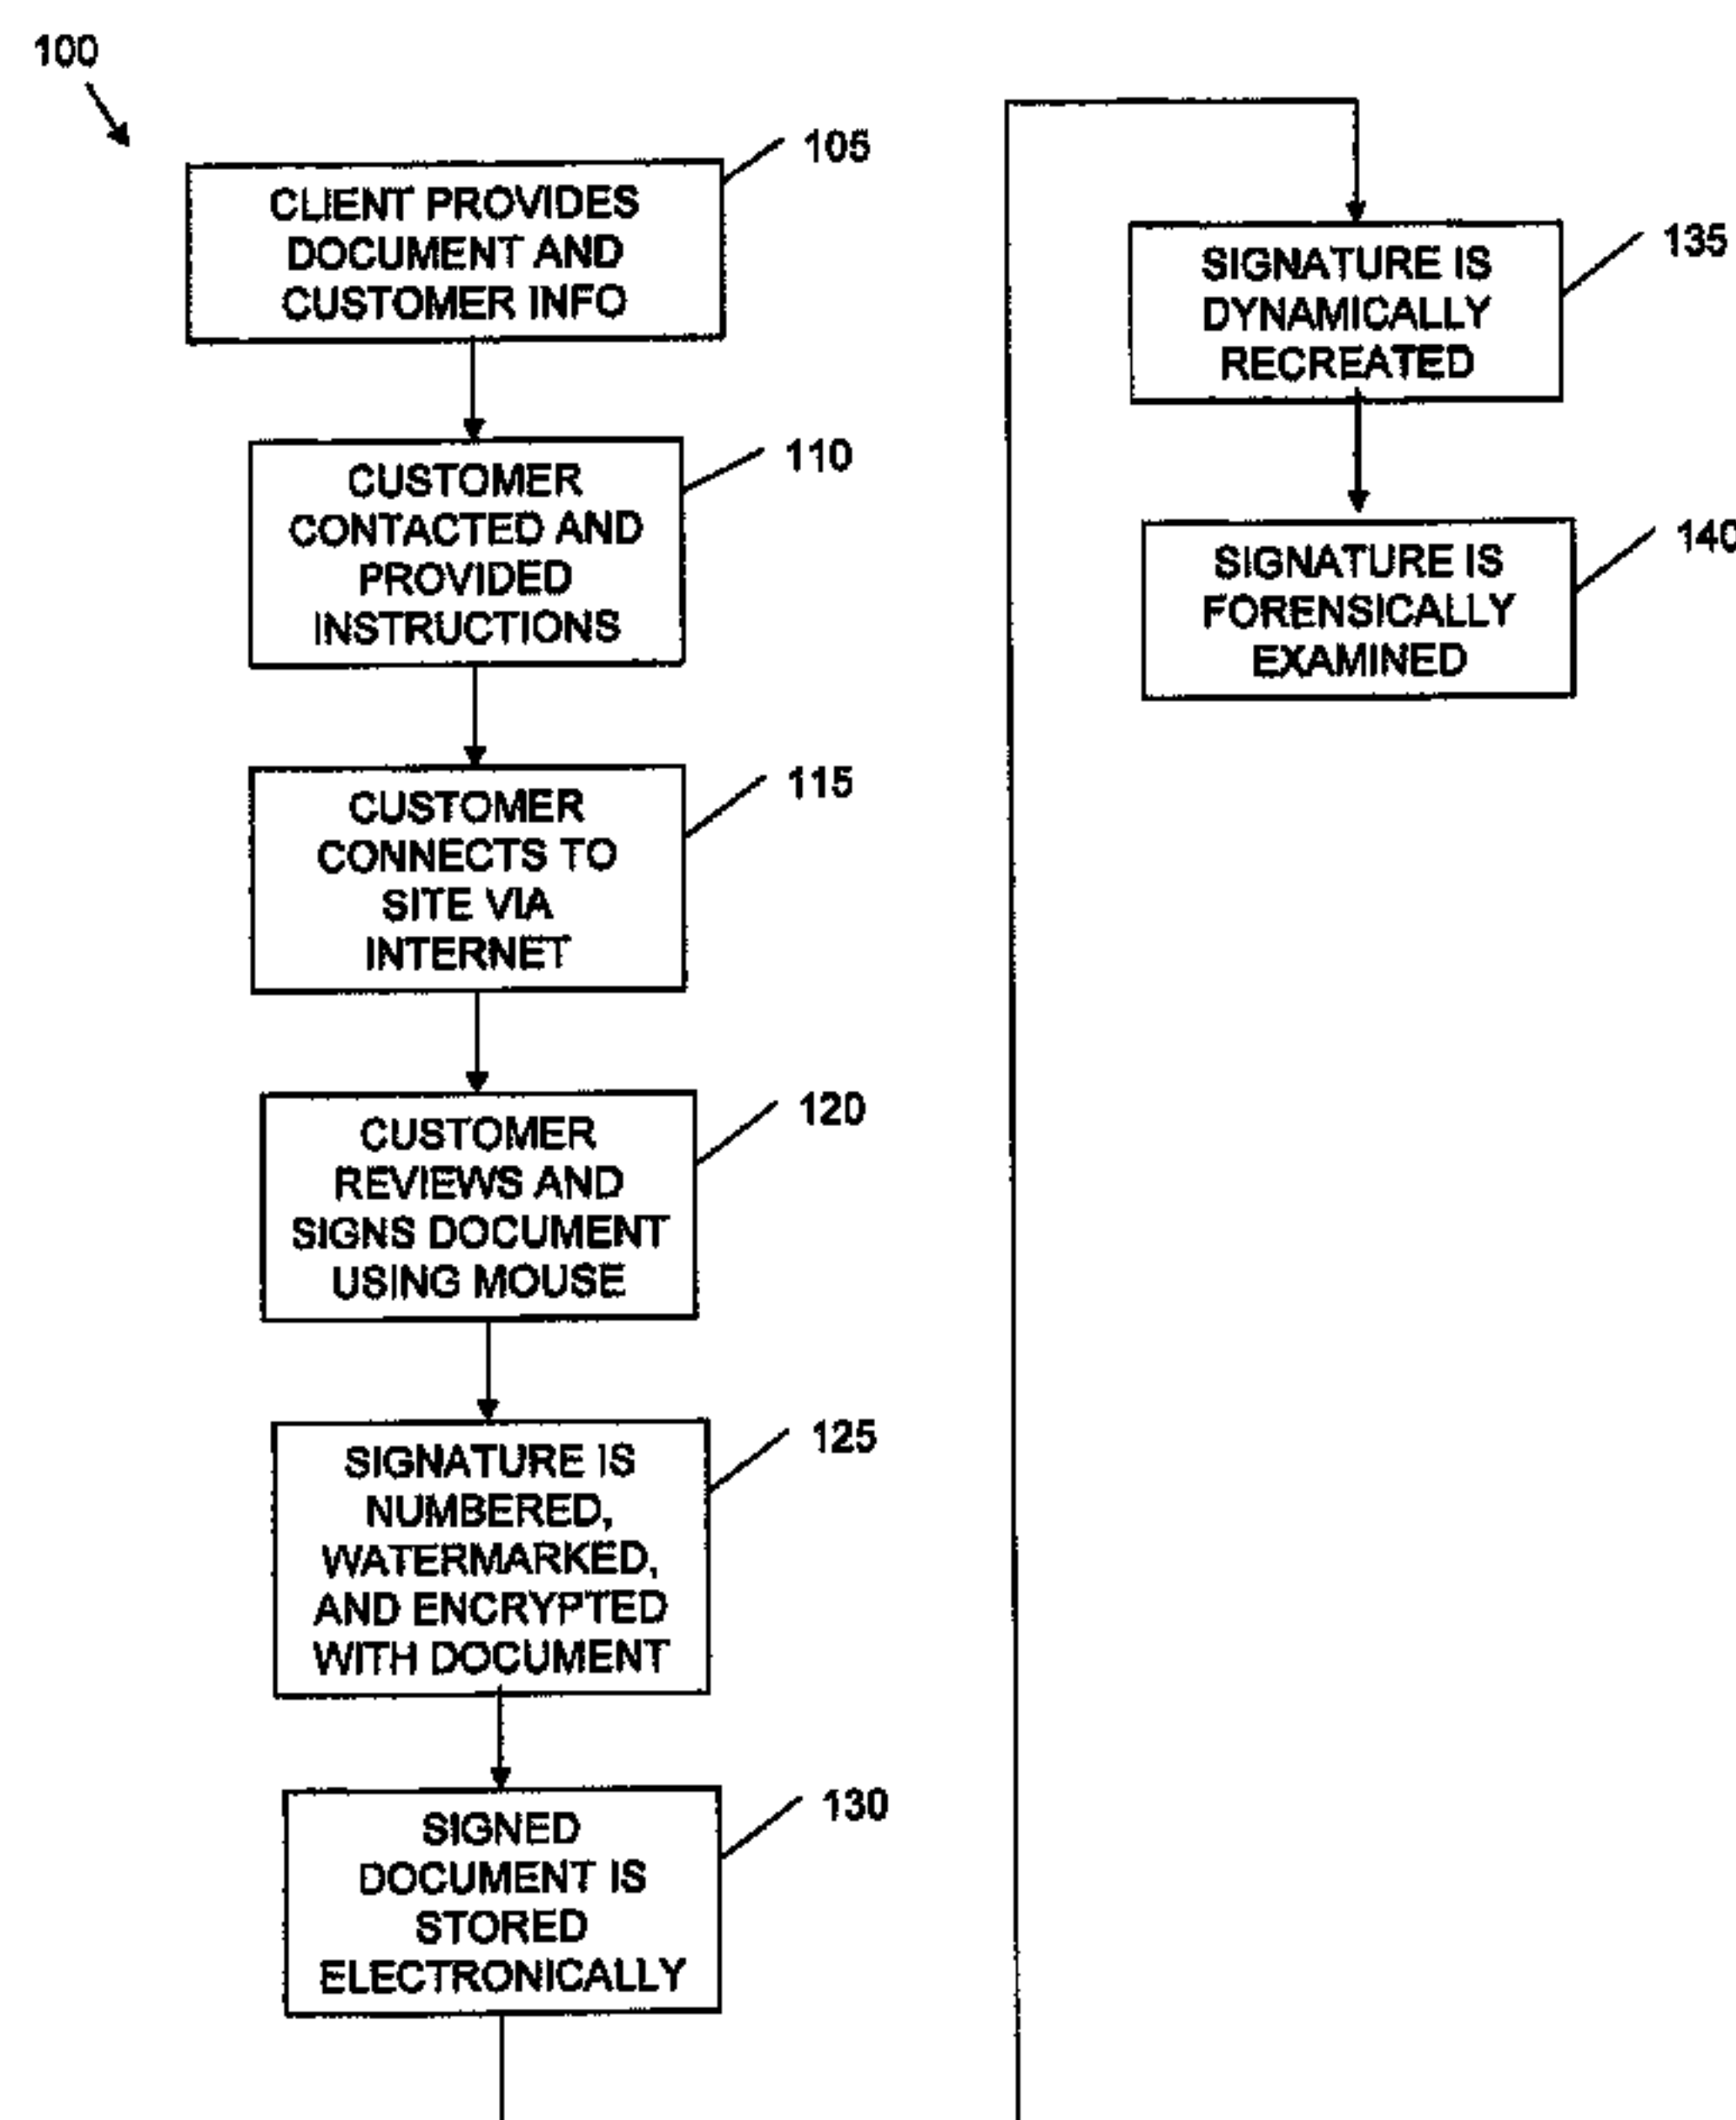 100
105
CLIENT PROVIDES
DOCUMENT AND
CUSTOMER INFO
110
CUSTOMER
CONTACTED AND
PROVIDED
INSTRUCTIONS
115
CUSTOMER
CONNECTS TO
SITE VIA
INTERNET
120
CUSTOMER
REVIEWS AND
SIGNS DOCUMENT
USING MOUSE
125
SIGNATURE IS
NUMBERED,
WATERMARKED,
AND ENCRYPTED
WITH DOCUMENT
130
SIGNED
DOCUMENT IS
STORED
ELECTRONICALLY
135
SIGNATURE IS
DYNAMICALLY
RECREATED
140
SIGNATURE IS
FORENSICALLY
EXAMINED